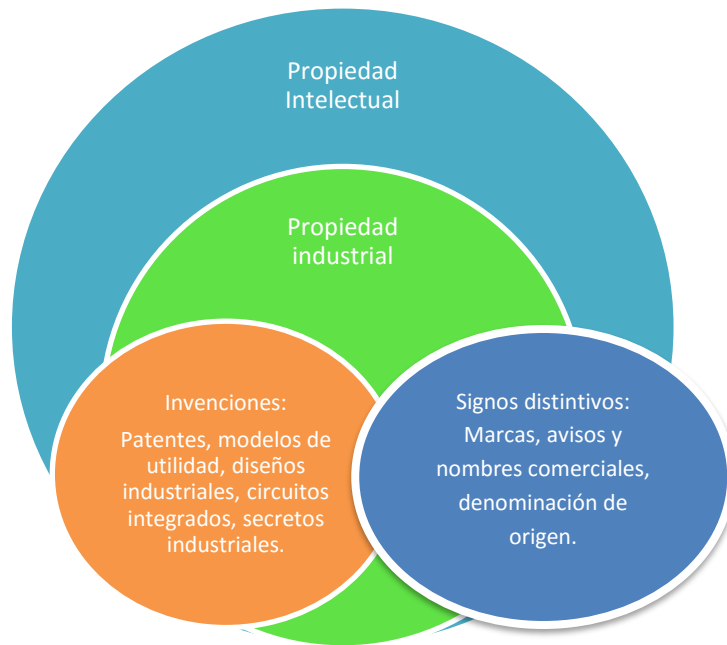 Propiedad
Intelectual
Propiedad
industrial
Invenciones:
Patentes, modelos de
utilidad, diseños
industriales, circuitos
integrados, secretos
industriales.
Signos distintivos:
Marcas, avisos y
nombres comerciales,
denominación de
origen.